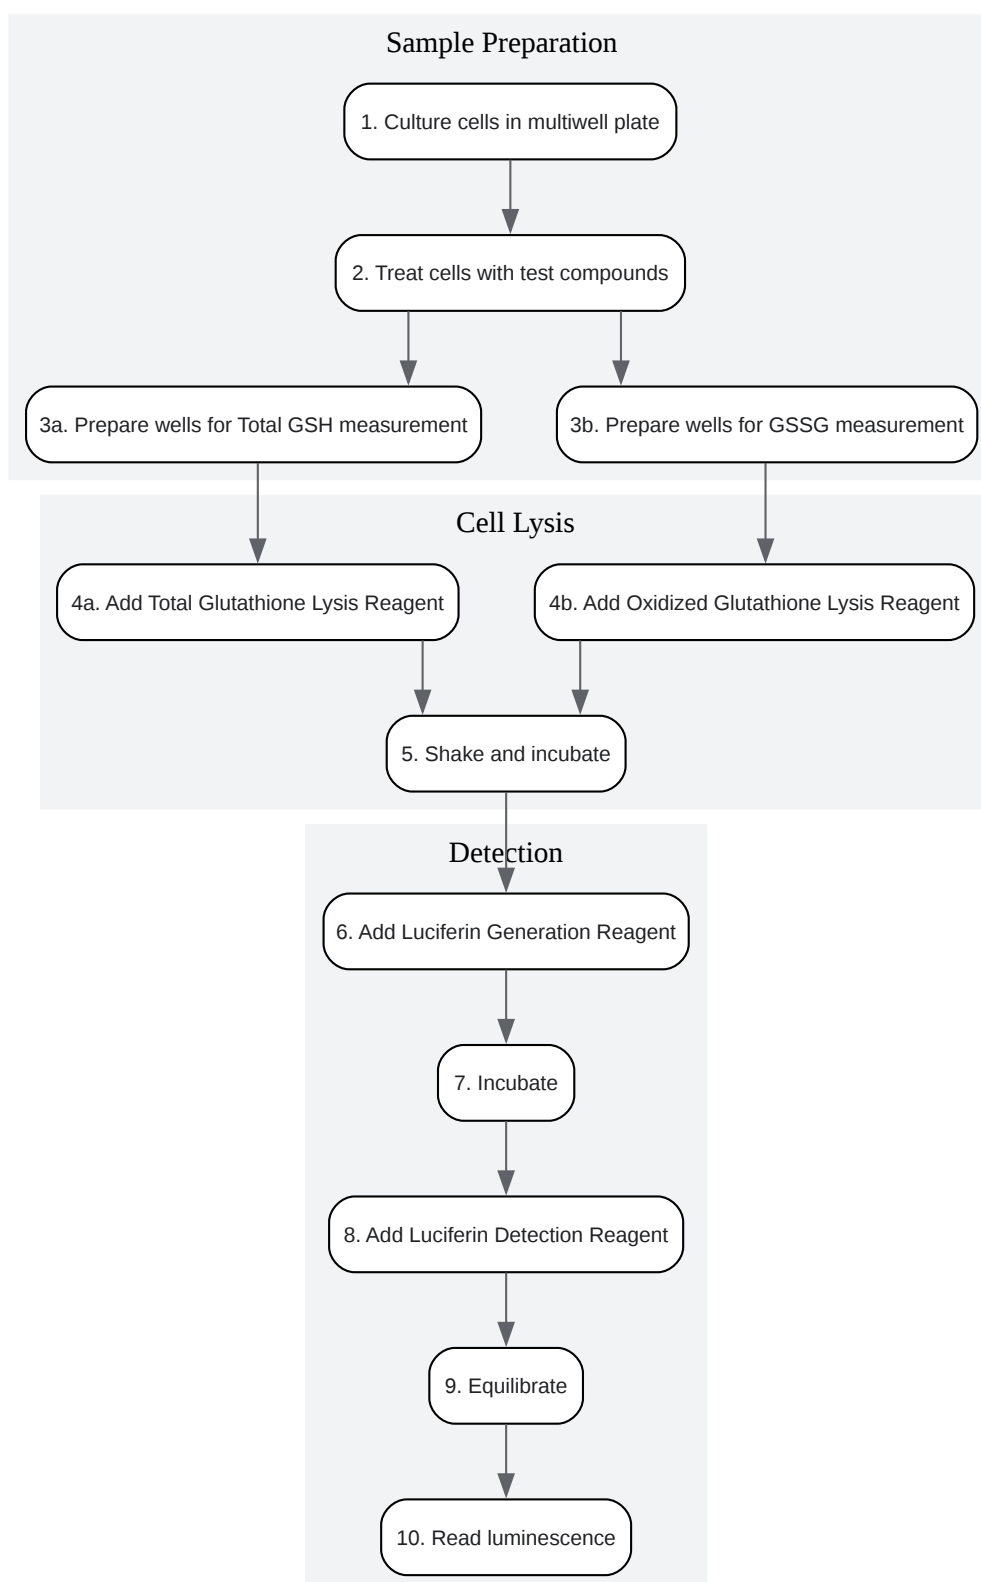 Sample Preparation
1. Culture cells in multiwell plate
2. Treat cells with test compounds
3a. Prepare wells for Total GSH measurement
3b. Prepare wells for GSSG measurement
Cell Lysis
4a. Add Total Glutathione Lysis Reagent
4b. Add Oxidized Glutathione Lysis Reagent
5. Shake and incubate
Detection
6. Add Luciferin Generation Reagent
7. Incubate
8. Add Luciferin Detection Reagent
9. Equilibrate
10. Read luminescence